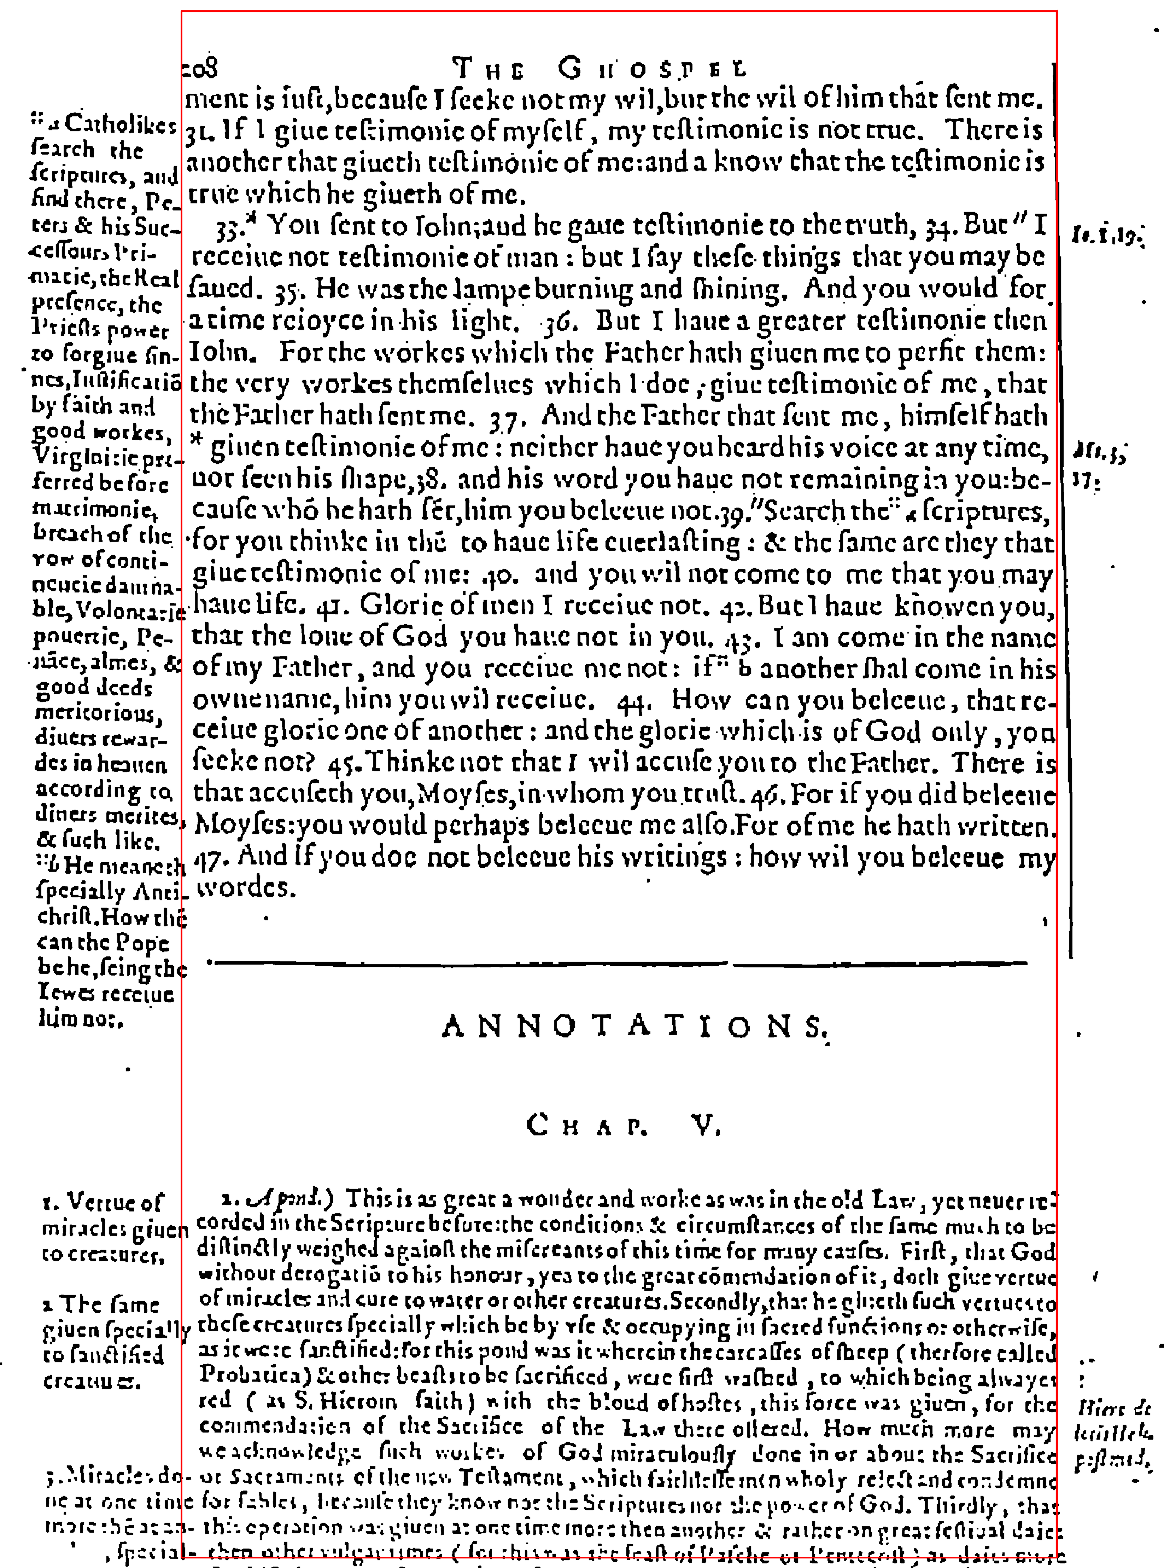 208 THE GHOSPEL
ment is iuſt, becauſe I ſeeke not my wil, but the wil of him that ſent me.
31. If I giue teſtimonie of myſelf, my teſtimonie is not true. There is
another that giueth teſtimonie of me: and a know that the teſtimonie is
true which he giueth of me.
33.* You ſent to Iohn; and he gaue teſtimonie to the truth, 34. But " I
receiue not teſtimonie of man : but I ſay theſe things that you may be
ſaued. 35. He was the lampe burning and ſhining. And you would for
a time reioyce in his light. 36. But I haue a greater teſtimonie then
Iohn. For the workes which the Father hath giuen me to perfit them:
the very workes themſelues which I doe, giue teſtimonie of me, that
the Father hath ſent me. 37. And the Father that ſent me, himſelf hath
* giuen teſtimonie of me : neither haue you heard his voice at any time,
nor ſeen his ſhape, 38. and his word you haue not remaining in you: be-
cauſe whō he hath ſēt, him you beleeue not. 39. "Search the :: a ſcriptures,
for you thinke in thē to haue life euerlaſting : & the ſame are they that
giue teſtimonie of me: 40. and you wil not come to me that you may
haue life. 41. Glorie of men I receiue not. 42. But I haue knowen you,
that the loue of God you haue not in you. 43. I am come in the name
of my Father, and you receiue me not: if :: b another ſhal come in his
owne name, him you wil receiue. 44. How can you beleeue, that re-
ceiue glorie one of another : and the glorie which is of God only, you
ſeeke not? 45. Thinke not that I wil accuſe you to the Father. There is
that accuſeth you, Moyſes, in whom you truſt. 46. For if you did beleeue
Moyſes: you would perhaps beleeue me alſo. For of me he hath written.
47. And if you doe not beleeue his writings : how wil you beleeue my
wordes.
:: a Catholikes
ſearch the
ſcriptures, and
find there, Pe-
ters & his Suc-
ceſſours Pri-
matie, the Real
preſence, the
Prieſts power
to forgiue ſin-
nes, Iuſtificatiō
by faith and
good workes,
Virginitie pre-
ferred before
matrimonie,
breach of the
vow of conti-
nencie damna-
ble, Voluntarie
pouertie, Pe-
nāce, almes, &
good deeds
meritorious,
diuers rewar-
des in heauen
according to
diuers merites,
& ſuch like.
:: b He meaneth
ſpecially Anti-
chriſt. How thē
can the Pope
be he, ſeing the
Iewes receiue
him not.
Io. 1, 19.
Mt. 3,
17.
ANNOTATIONS.
CHAP. V.
2. A pond.) This is as great a wonder and worke as was in the old Law, yet neuer re-
corded in the Scripture before: the conditions & circumſtances of the ſame much to be
diſtinctly weighed againſt the miſcreants of this time for many cauſes. Firſt, that God
without derogatiō to his honour, yea to the great cōmendation of it, doth giue vertue
of miracles and cure to water or other creatures. Secondly, that he giueth ſuch vertues to
theſe creatures ſpecially which be by vſe & occupying in ſacred functions or otherwiſe,
as it were ſanctified: for this pond was it wherein the carcaſſes of ſheep (therfore called
Probatica) & other beaſts to be ſacrificed, were firſt waſhed, to which being alwayes
red (as S. Hierom ſaith) with the bloud of hoſtes, this force was giuen, for the
commendation of the Sacrifice of the Law there offered. How much more may
we acknowledge ſuch workes of God miraculouſly done in or about the Sacrifice
or Sacraments of the new Teſtament, which faithleſſe men wholy reiect and condemne
for fables, becauſe they know not the Scriptures nor the power of God. Thirdly, that
this operation was giuen at one time more then another & rather on great feſtiual daies
then other vulgar times (for this was the feaſt of Paſche or Pentecoſt) as daies more
1. Vertue of
miracles giuen
to creatures.
2 The ſame
giuen ſpecially
to ſanctified
creatures.
3. Miracles do-
ne at one time
more thē at an-
, ſpecial-
Hiero de